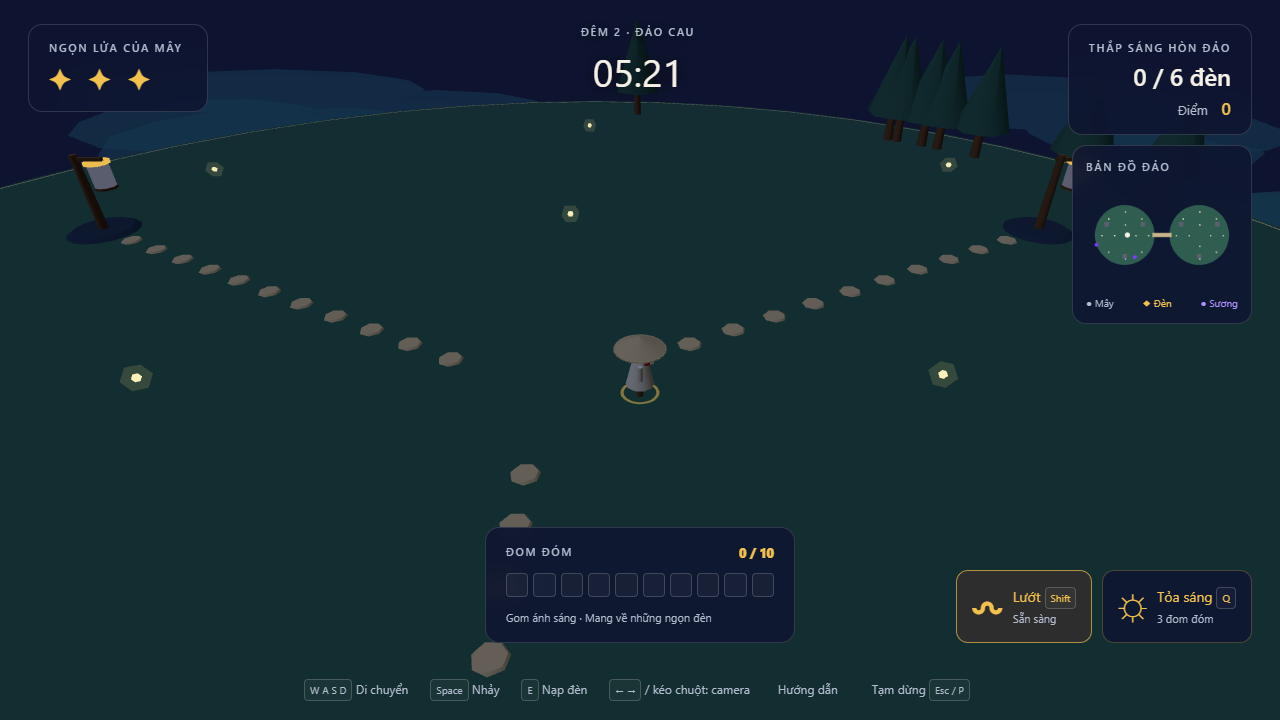 NGỌN LỬA CỦA MÂY
ĐÊM 2 · ĐẢO CAU
05:21
THẮP SÁNG HÒN ĐẢO
0 / 6 đèn
Điểm 0
BẢN ĐỒ ĐẢO
Mây Đèn Sương
ĐOM ĐÓM 0 / 10
Gom ánh sáng · Mang về những ngọn đèn
Lướt Shift
Sẵn sàng
Tỏa sáng Q
3 đom đóm
W A S D Di chuyển Space Nhảy E Nạp đèn ←→ / kéo chuột: camera Hướng dẫn Tạm dừng Esc / P